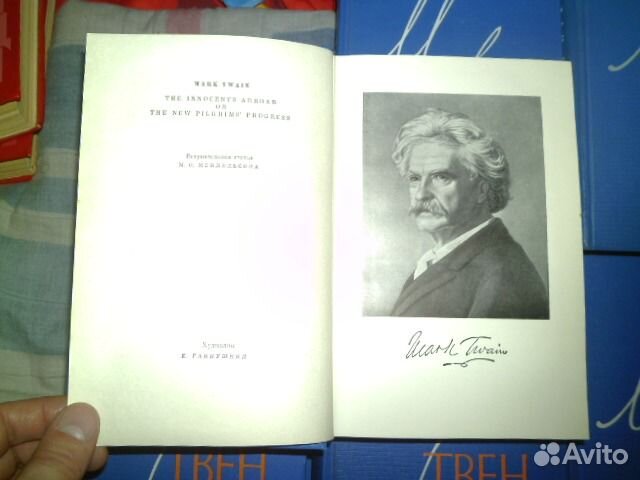 MARK TWAIN
THE INNOCENTS ABROAD
OR
THE NEW PILGRIMS' PROGRESS
Вступительная статья
М. О. МЕНДЕЛЬСОНА
Художник
Mark Twain
ТВЕН
ТВЕН
Avito